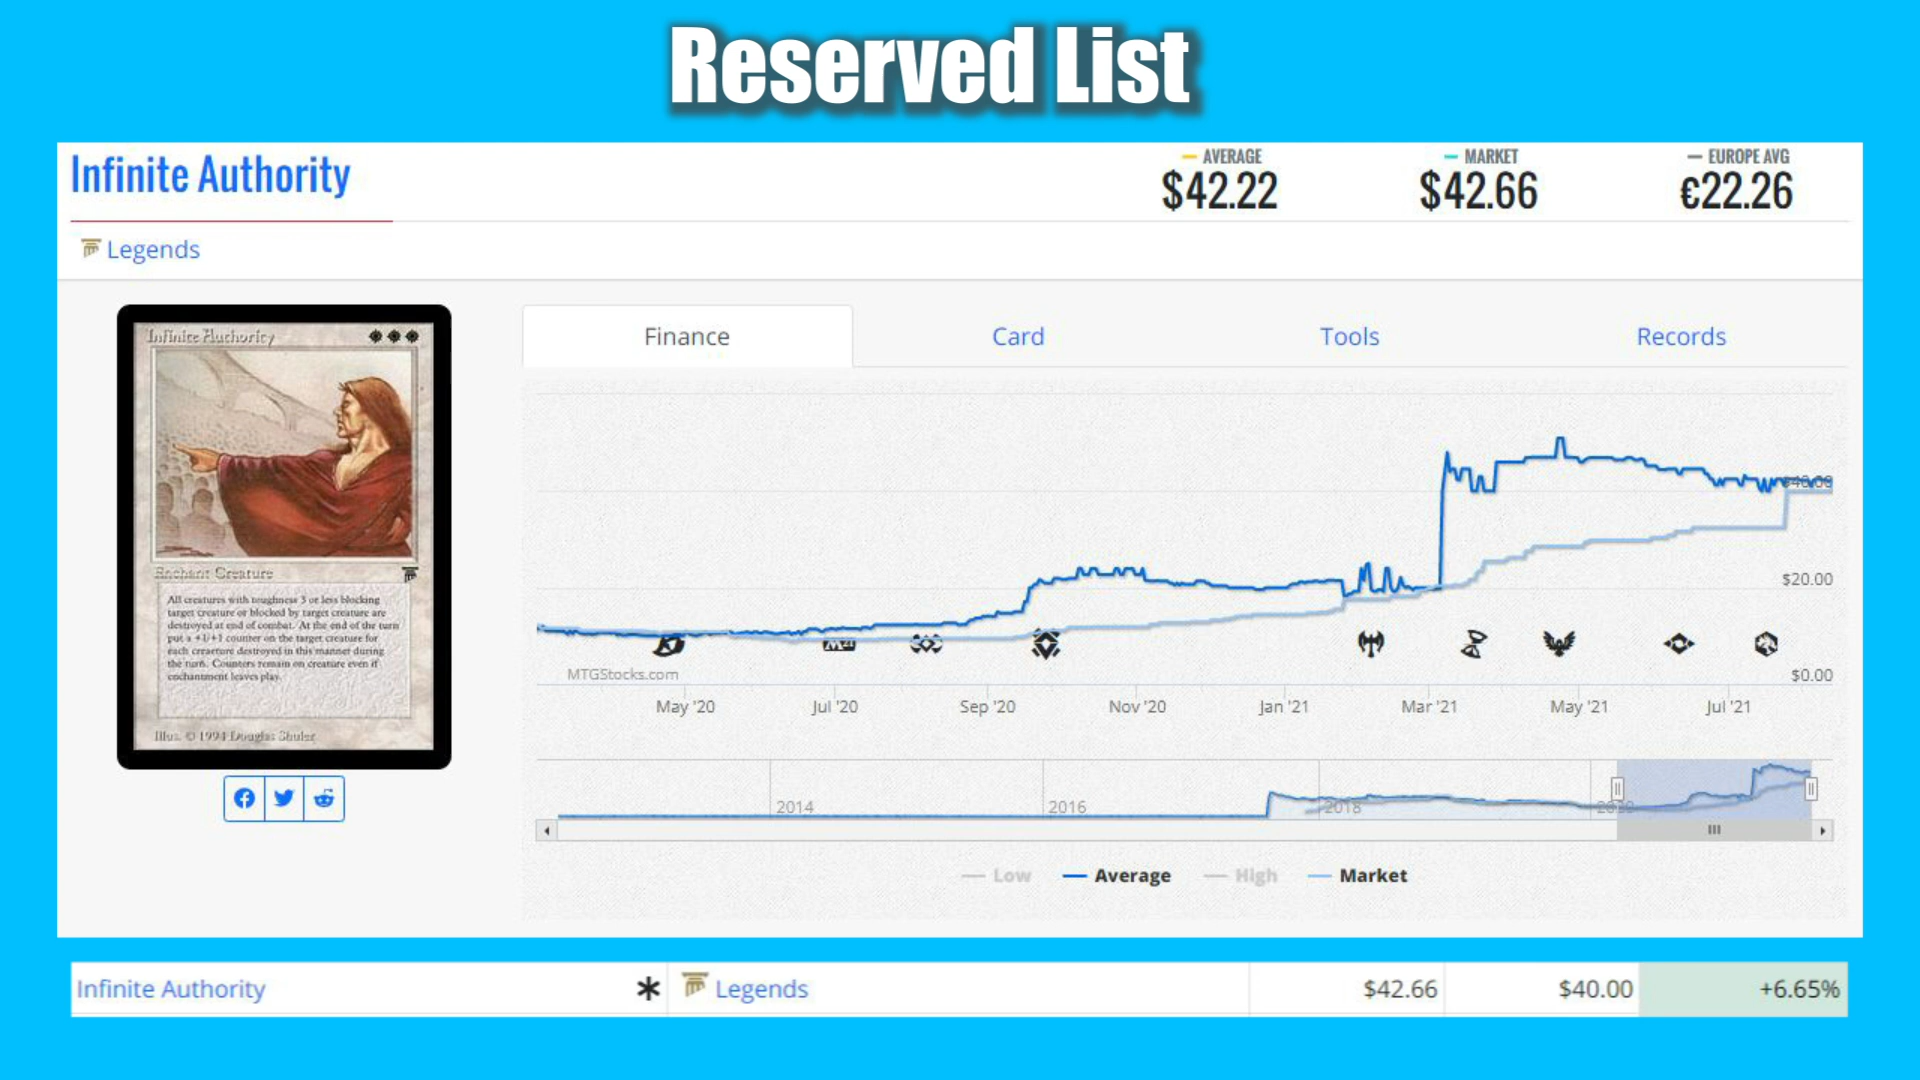 Reserved List
Infinite Authority
AVERAGE
$42.22
MARKET
$42.66
EUROPE AVG
€22.26
Legends
Infinite Authority
Enchant Creature
All creatures with toughness 3 or less blocking
target creature or blocked by target creature are
destroyed at end of combat. At the end of the turn
put a +1/+1 counter on the target creature for
each creature destroyed in this manner during
the turn. Counters remain on creature even if
enchantment leaves play.
Illus. © 1994 Douglas Shuler
Finance
Card
Tools
Records
$40.00
$20.00
$0.00
MTGStocks.com
May '20
Jul '20
Sep '20
Nov '20
Jan '21
Mar '21
May '21
Jul '21
2014
2016
2018
Low
Average
High
Market
Infinite Authority
Legends
$42.66
$40.00
+6.65%